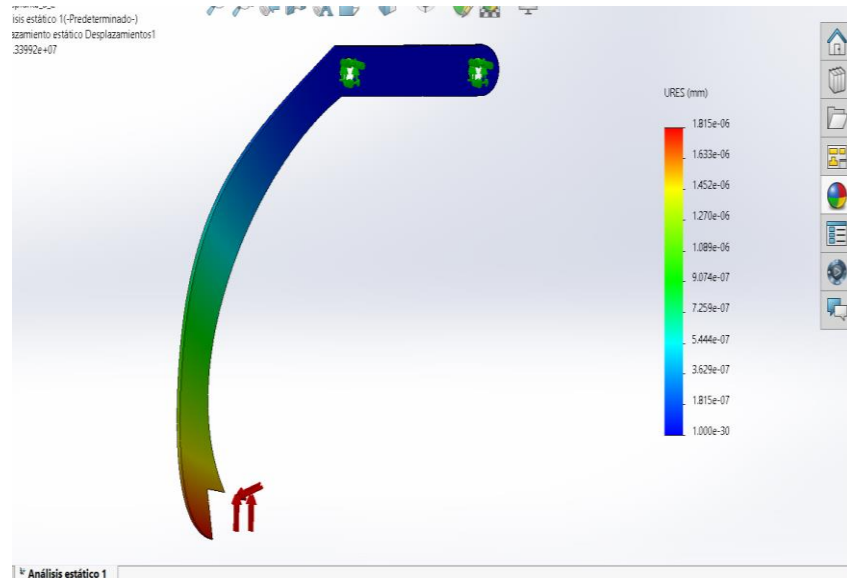 isis estático 1(-Predeterminado-)
azamiento estático Desplazamientos1
.33992e+07
URES (mm)
1.815e-06
1.633e-06
1.452e-06
1.270e-06
1.089e-06
9.074e-07
7.259e-07
5.444e-07
3.629e-07
1.815e-07
1.000e-30
Análisis estático 1